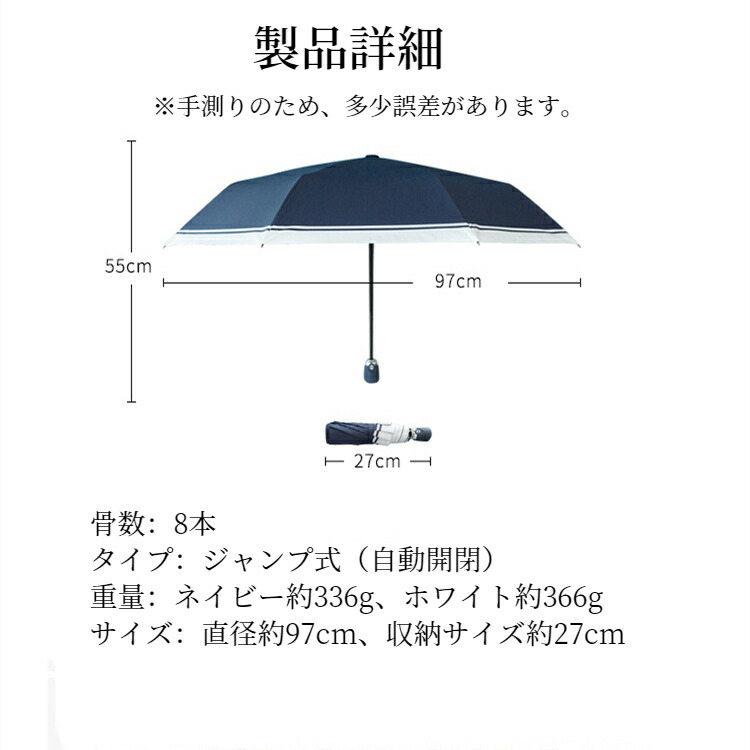 製品詳細
※手測りのため、多少誤差があります。
55cm
97cm
27cm
骨数：8本
タイプ：ジャンプ式（自動開閉）
重量：ネイビー約336g、ホワイト約366g
サイズ：直径約97cm、収納サイズ約27cm